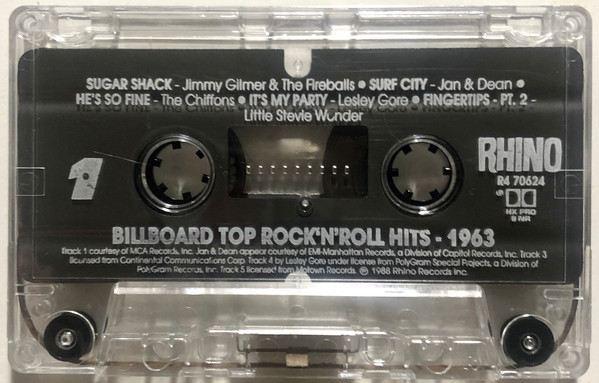 SUGAR SHACK - Jimmy Gilmer & The Fireballs • SURF CITY - Jan & Dean •
HE'S SO FINE - The Chiffons • IT'S MY PARTY - Lesley Gore • FINGERTIPS - PT. 2 -
Little Stevie Wonder
1
RHINO
R4 70624
HX PRO
B NR
BILLBOARD TOP ROCK'N'ROLL HITS - 1963
Track 1 courtesy of MCA Records, Inc. Jan & Dean appear courtesy of EMI-Manhattan Records, a Division of Capitol Records, Inc. Track 3
licensed from Continental Communications Corp. Track 4 by Lesley Gore under license from PolyGram Special Projects, a Division of
PolyGram Records, Inc. Track 5 licensed from Motown Records. ℗ 1988 Rhino Records Inc.